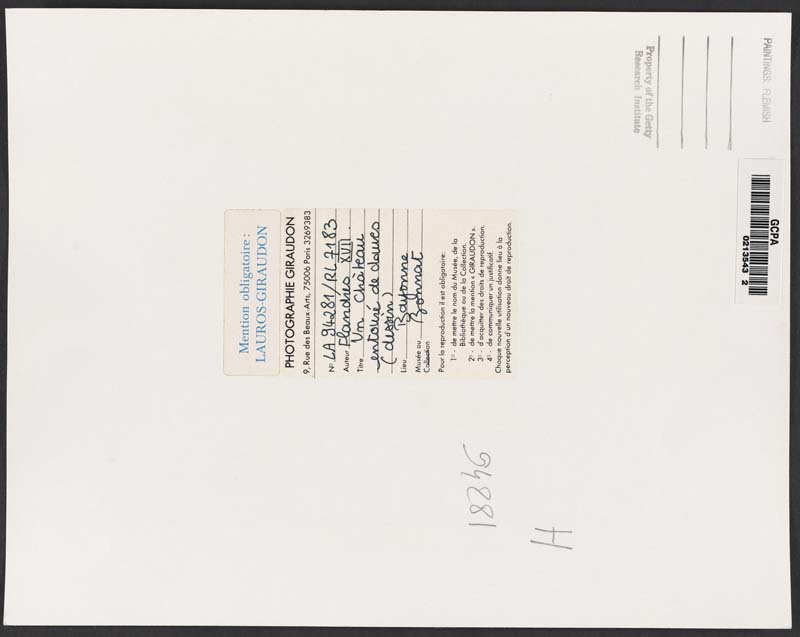 Mention obligatoire :
LAUROS-GIRAUDON
PHOTOGRAPHIE GIRAUDON
9, Rue des Beaux-Arts, 75006 Paris 3269383
N° LA 94281/RL 7183
Auteur Flandres XVII
Titre Un château
entouré de douves
(dessin)
Lieu Bayonne
Musée ou Bonnat
Collection
Pour la reproduction il est obligatoire:
1° - de mettre le nom du Musée, de la
Bibliothèque ou de la Collection.
2° - de mettre la mention « GIRAUDON ».
3° - d'acquitter des droits de reproduction.
4° - de communiquer un justificatif.
Chaque nouvelle utilisation donne lieu à la
perception d'un nouveau droit de reproduction.
Property of the Getty
Research Institute
PAINTINGS, FLEMISH
GCPA
0213543 2
18246
H